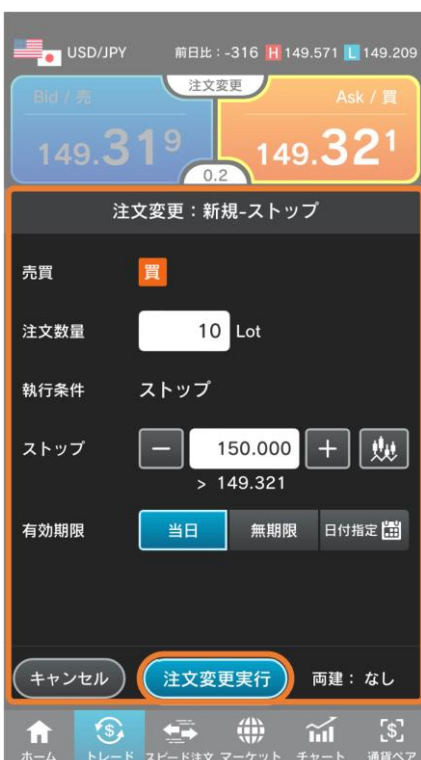 USD/JPY 前日比：-316 H 149.571 L 149.209
注文変更
Bid / 売 Ask / 買
149.319 149.321
0.2
注文変更：新規-ストップ
売買 買
注文数量 10 Lot
執行条件 ストップ
ストップ － 150.000 ＋
> 149.321
有効期限 当日 無期限 日付指定
キャンセル 注文変更実行 両建： なし
ホーム トレード スピード注文 マーケット チャート 通貨ペア